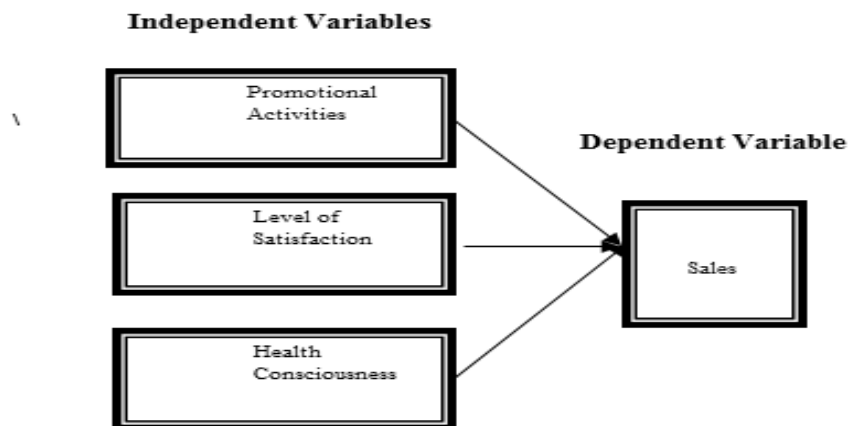 Independent Variables
Promotional
Activities
\
Dependent Variable
Level of
Satisfaction
Sales
Health
Consciousness